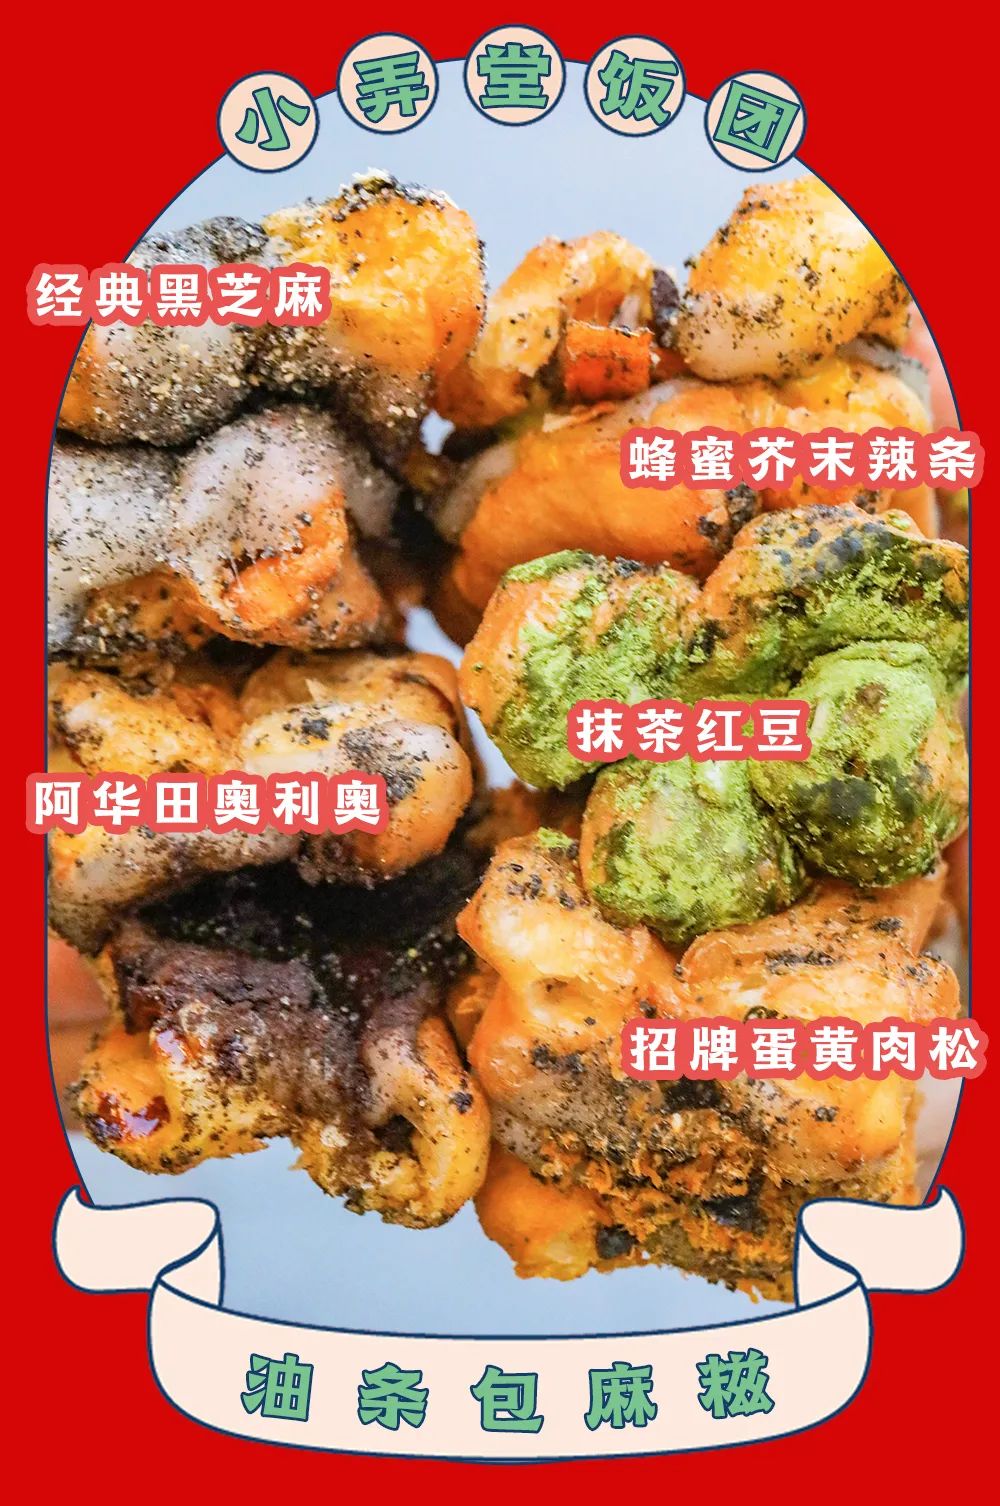 小弄堂饭团
经典黑芝麻
蜂蜜芥末辣条
抹茶红豆
阿华田奥利奥
招牌蛋黄肉松
油条包麻糍